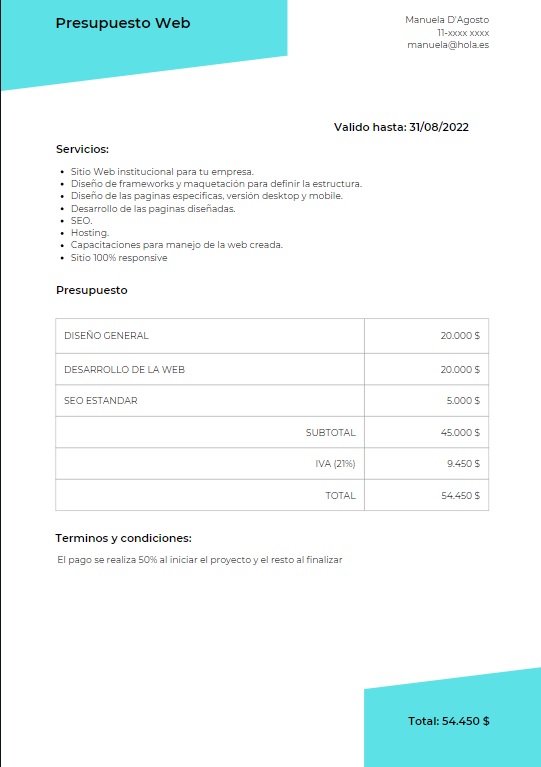 Presupuesto Web
Manuela D'Agosto
11-xxxx xxxx
manuela@hola.es
Valido hasta: 31/08/2022
Servicios:
• Sitio Web institucional para tu empresa.
• Diseño de frameworks y maquetación para definir la estructura.
• Diseño de las paginas especificas, versión desktop y mobile.
• Desarrollo de las paginas diseñadas.
• SEO.
• Hosting.
• Capacitaciones para manejo de la web creada.
• Sitio 100% responsive
Presupuesto
DISEÑO GENERAL 20.000 $
DESARROLLO DE LA WEB 20.000 $
SEO ESTANDAR 5.000 $
SUBTOTAL 45.000 $
IVA (21%) 9.450 $
TOTAL 54.450 $
Terminos y condiciones:
El pago se realiza 50% al iniciar el proyecto y el resto al finalizar
Total: 54.450 $